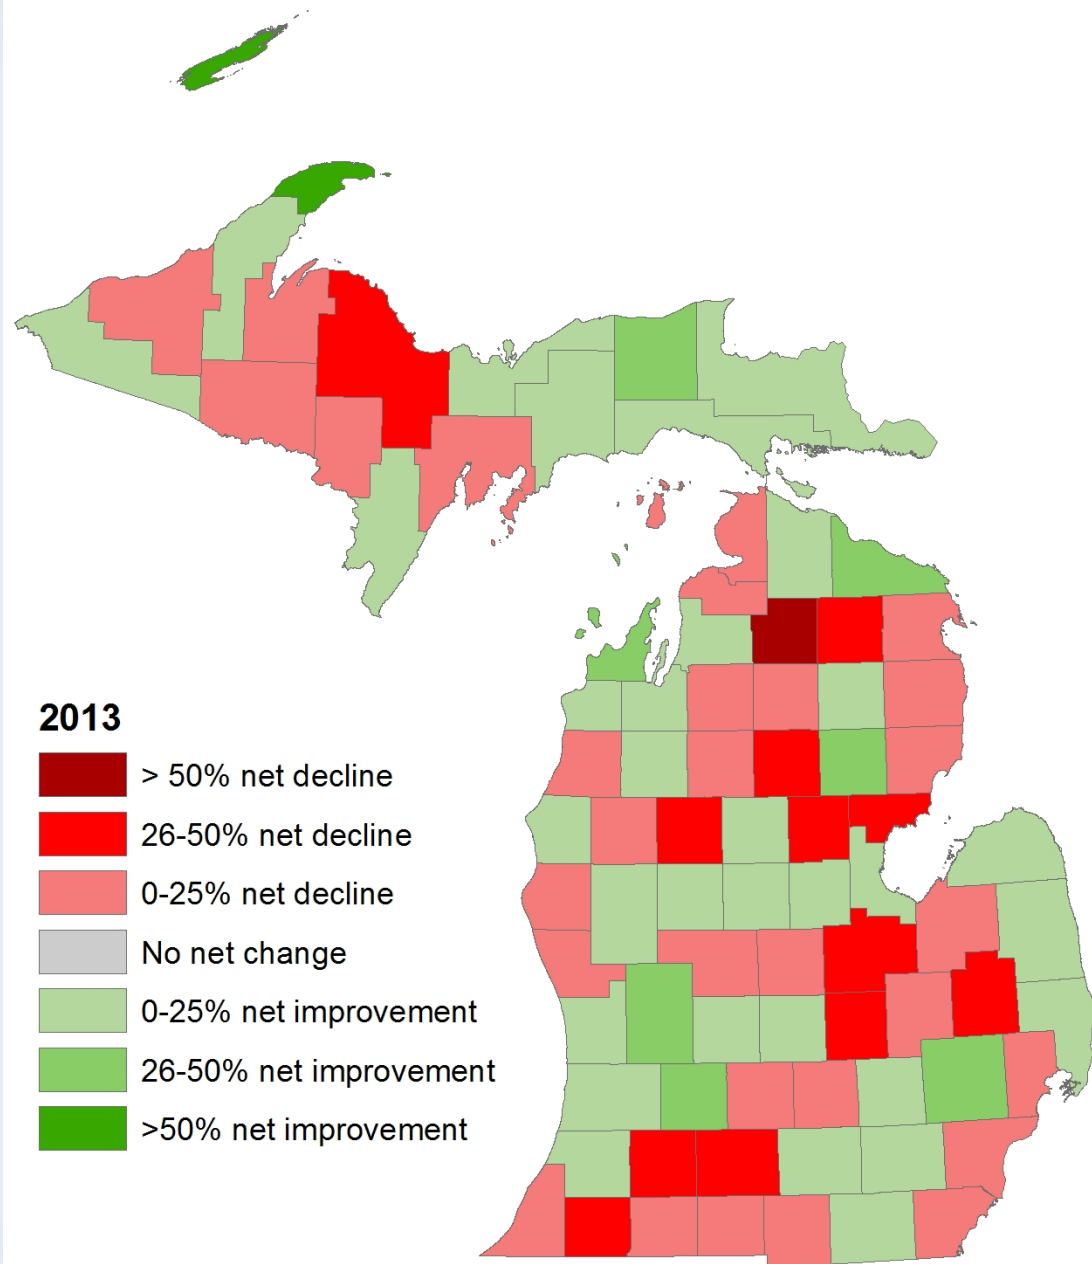 2013
> 50% net decline
26-50% net decline
0-25% net decline
No net change
0-25% net improvement
26-50% net improvement
>50% net improvement